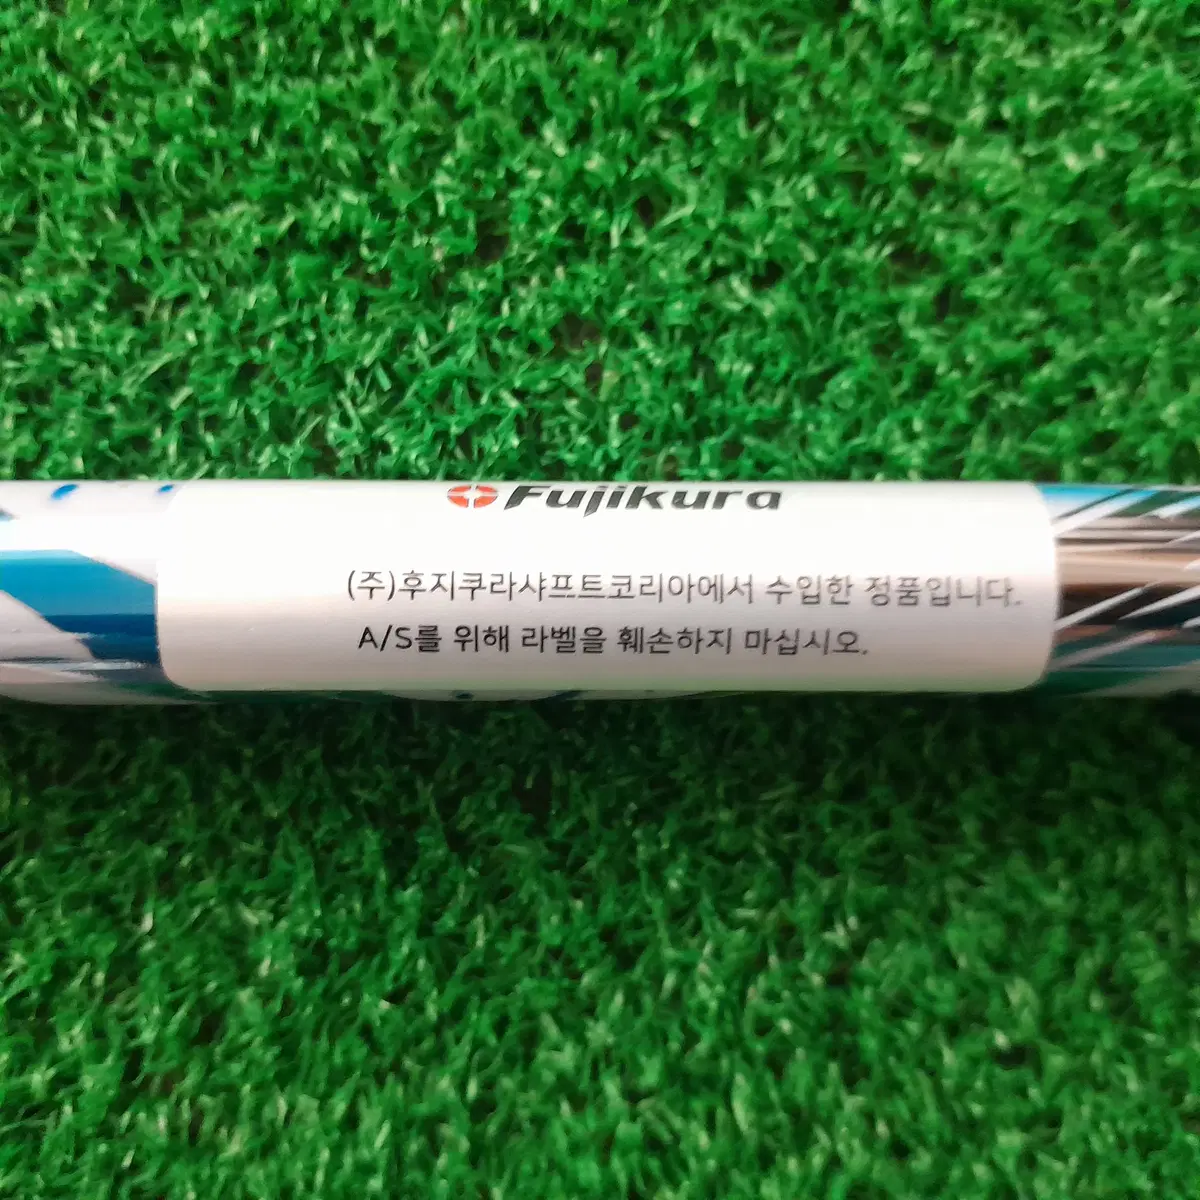 Fujikura
(주)후지쿠라샤프트코리아에서 수입한 정품입니다.
A/S를 위해 라벨을 훼손하지 마십시오.